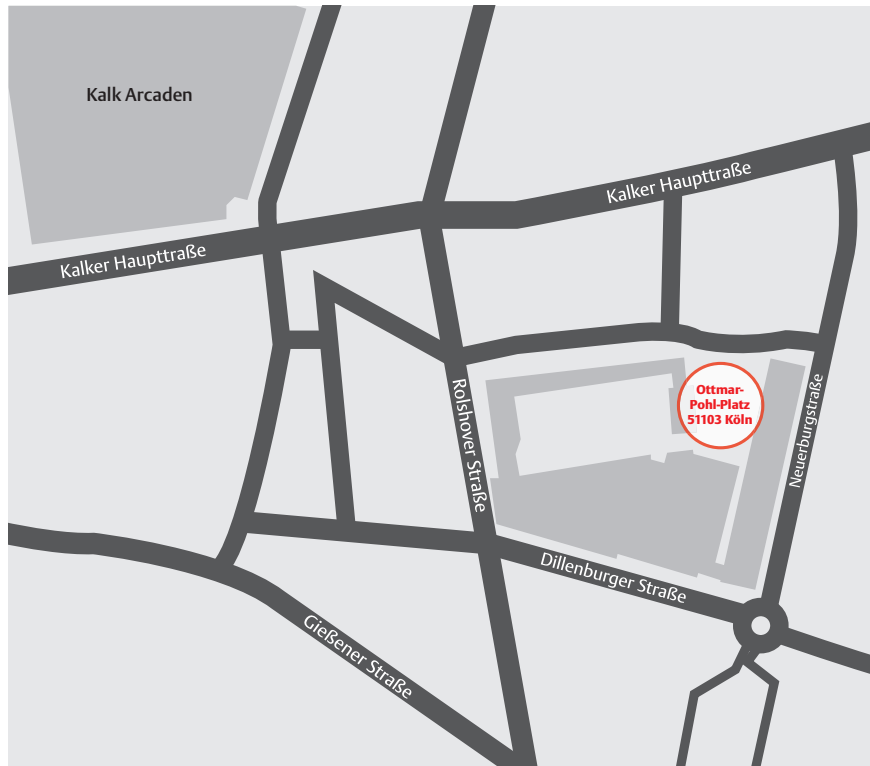 Kalk Arcaden
Kalker Haupttraße
Kalker Haupttraße
Ottmar-
Pohl-Platz
51103 Köln
Rolshover Straße
Neuerburgstraße
Dillenburger Straße
Gießener Straße